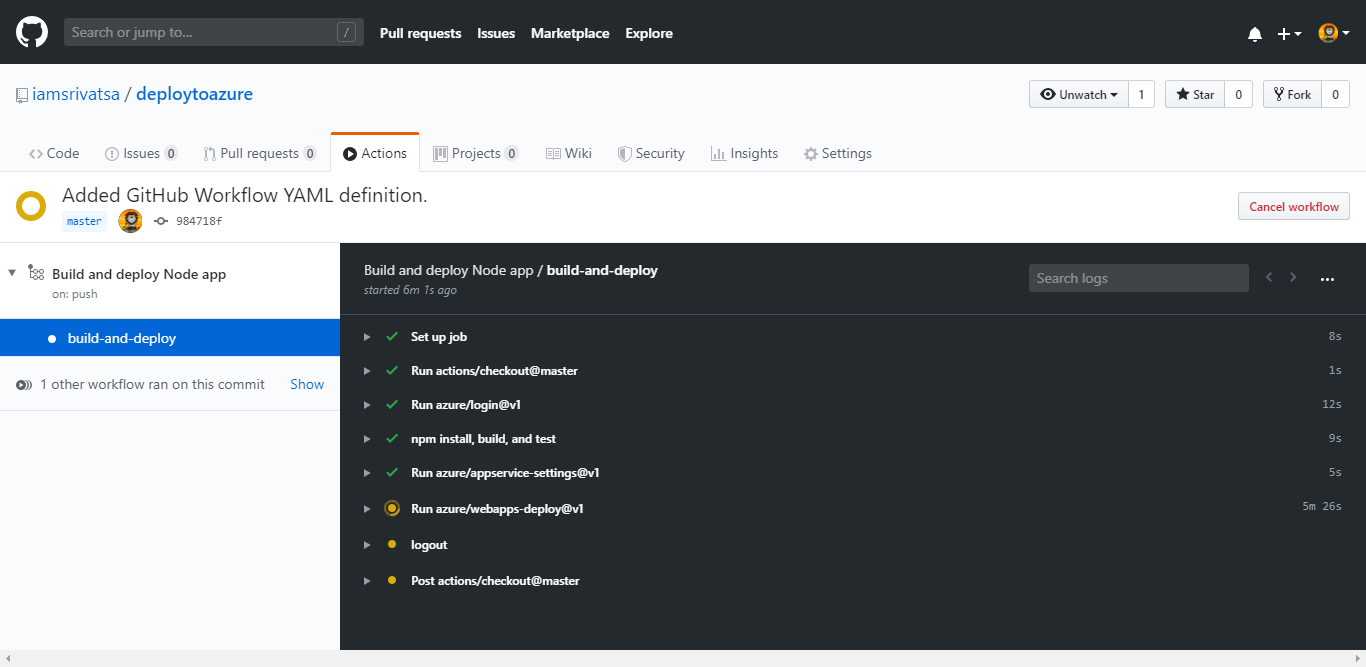 Search or jump to... / Pull requests Issues Marketplace Explore
iamsrivatsa / deploytoazure Unwatch 1 Star 0 Fork 0
Code Issues 0 Pull requests 0 Actions Projects 0 Wiki Security Insights Settings
Added GitHub Workflow YAML definition.
master 984718f
Cancel workflow
Build and deploy Node app
on: push
build-and-deploy
1 other workflow ran on this commit Show
Build and deploy Node app / build-and-deploy
started 6m 1s ago
Search logs
Set up job 8s
Run actions/checkout@master 1s
Run azure/login@v1 12s
npm install, build, and test 9s
Run azure/appservice-settings@v1 5s
Run azure/webapps-deploy@v1 5m 26s
logout
Post actions/checkout@master